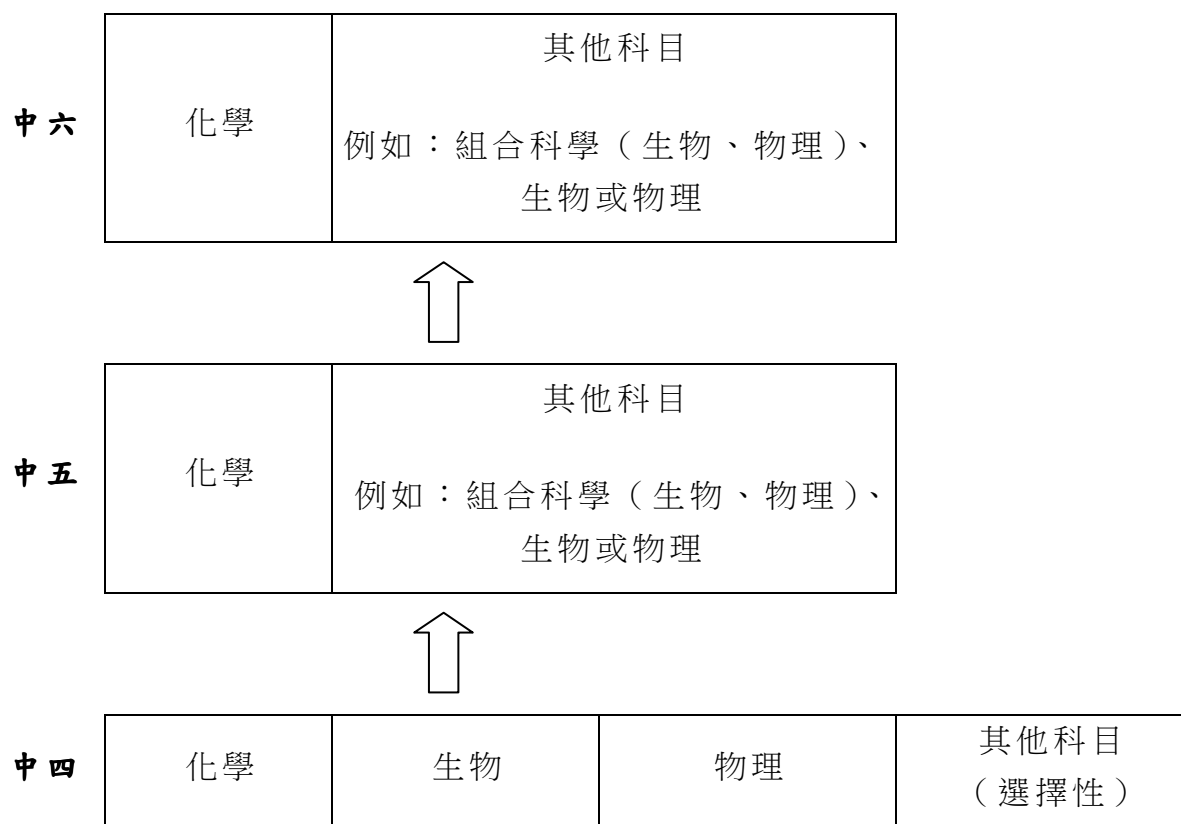 其他科目
中六
化學
例如：組合科學（生物、物理）、
生物或物理
其他科目
中五
化學
例如：組合科學（生物、物理）、
生物或物理
中四
化學
生物
物理
其他科目
（選擇性）